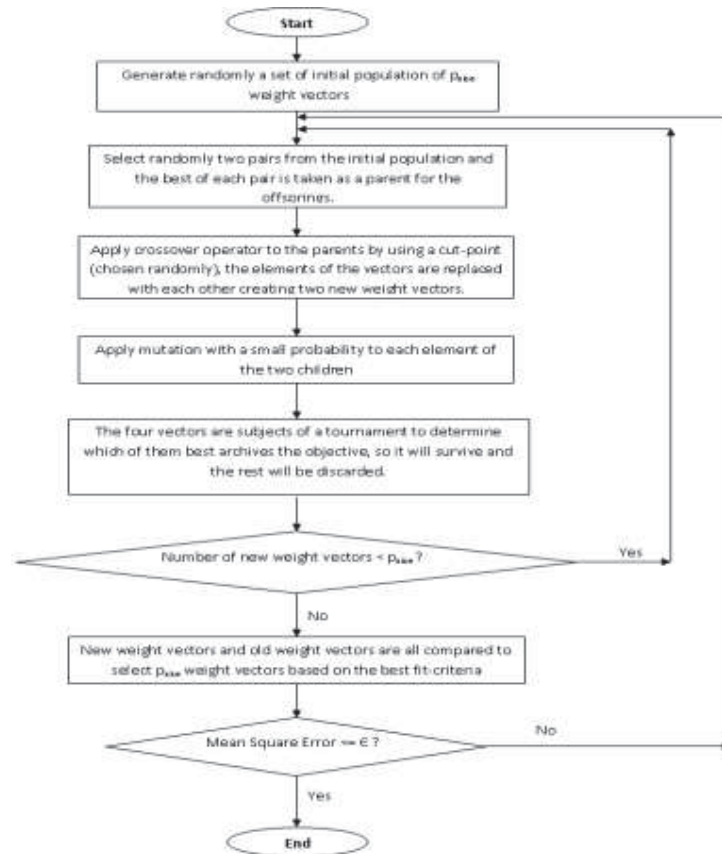 Start
Generate randomly a set of initial population of p
weight vectors
Select randomly two pairs from the initial population and
the best of each pair is taken as a parent for the
offsorings.
Apply crossover operator to the parents by using a cut-point
(chosen randomly), the elements of the vectors are replaced
with each other creating two new weight vectors.
Apply mutation with a small probability to each element of
the two children
The four vectors are subjects of a tournament to determine
which of them best archives the objective, so it will survive and
the rest will be discarded.
Number of new weight vectors < p ?
Yes
No
New weight vectors and old weight vectors are all compared to
select p weight vectors based on the best fit-criteria
Mean Square Error <= ∈ ?
No
Yes
End